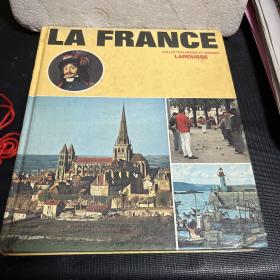 LA FRANCE
COLLECTION MONDE ET VOYAGES
LAROUSSE